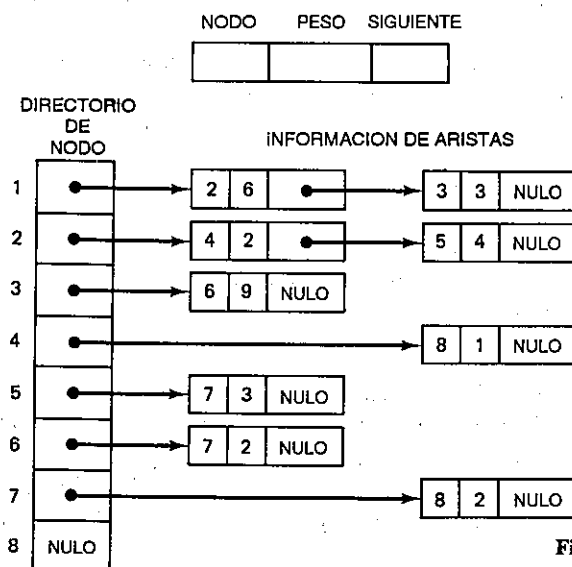 NODO PESO SIGUIENTE
DIRECTORIO
DE
NODO
INFORMACION DE ARISTAS
1 2 6 3 3 NULO
2 4 2 5 4 NULO
3 6 9 NULO
4 8 1 NULO
5 7 3 NULO
6 7 2 NULO
7 8 2 NULO
8 NULO